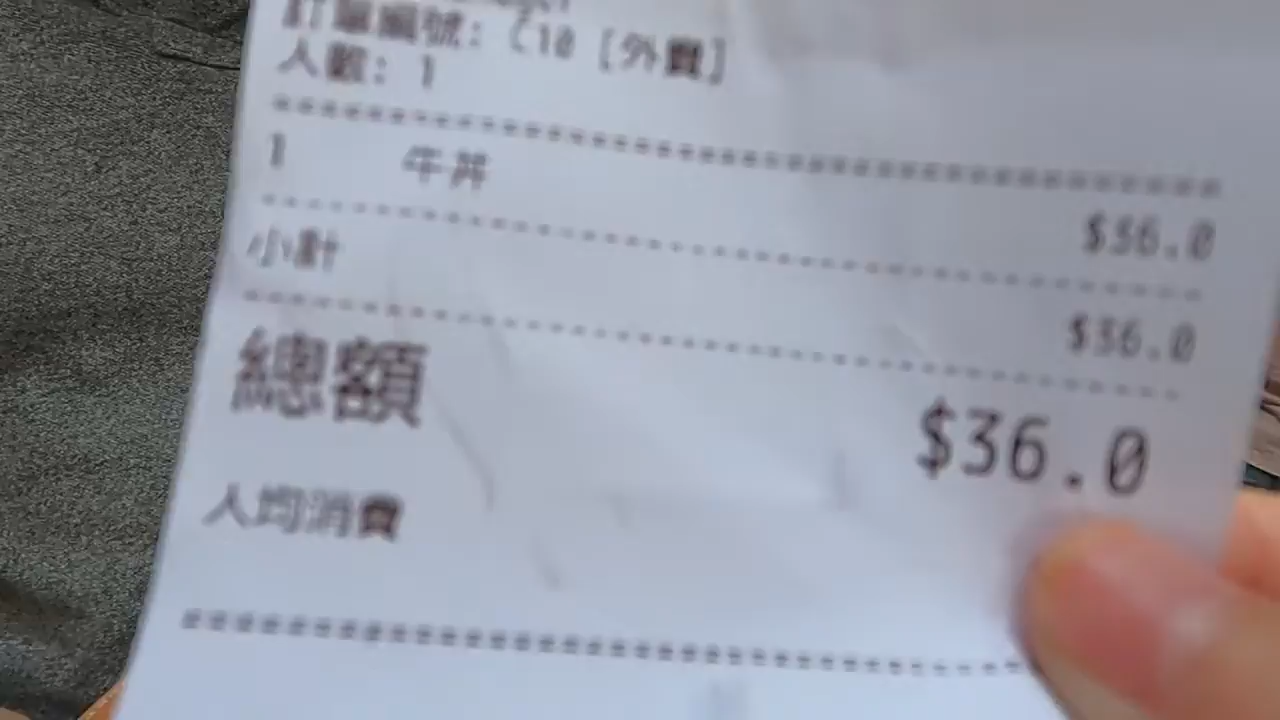 訂單編號: C10 [外賣]
人數: 1
1 牛丼 $36.0
小計 $36.0
總額 $36.0
人均消費